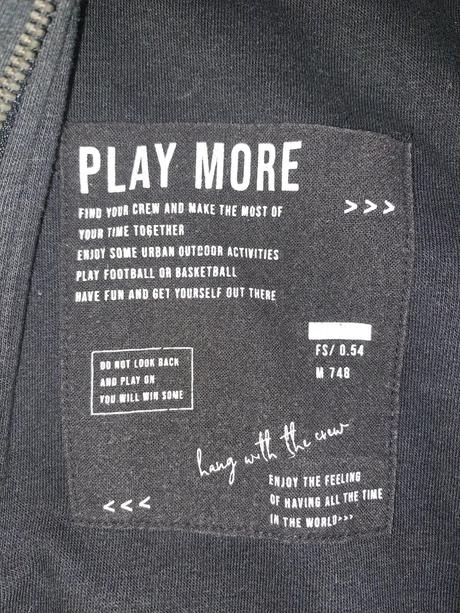 PLAY MORE
FIND YOUR CREW AND MAKE THE MOST OF
YOUR TIME TOGETHER
ENJOY SOME URBAN OUTDOOR ACTIVITIES
PLAY FOOTBALL OR BASKETBALL
HAVE FUN AND GET YOURSELF OUT THERE
>>>
FS/ 0.54
M 748
DO NOT LOOK BACK
AND PLAY ON
YOU WILL WIN SOME
hang with the crew
ENJOY THE FEELING
OF HAVING ALL THE TIME
IN THE WORLD>>>
<<<